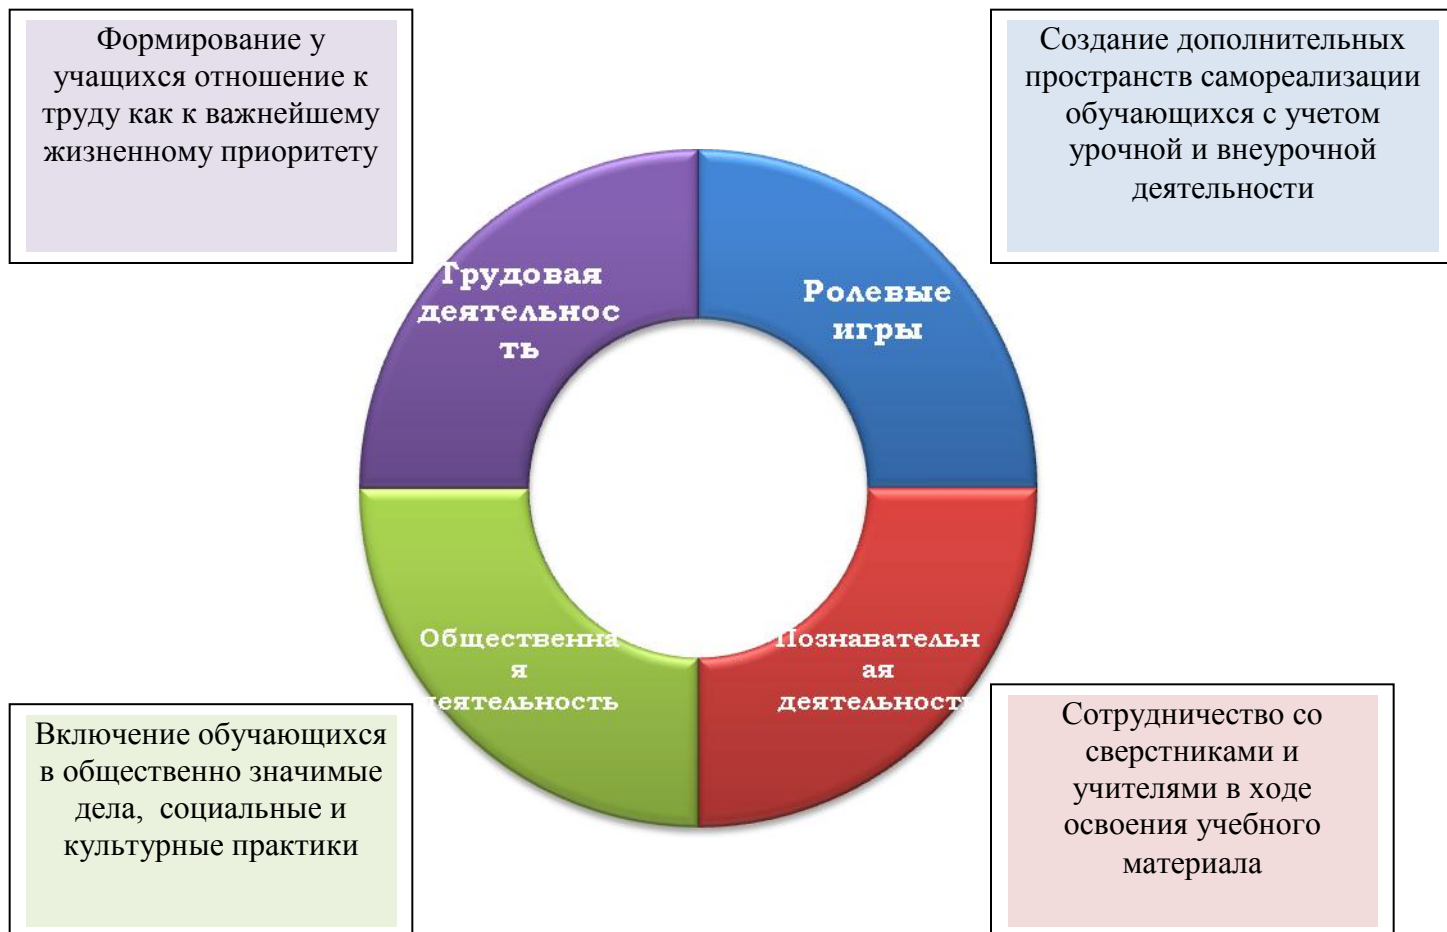 Формирование у
учащихся отношение к
труду как к важнейшему
жизненному приоритету
Создание дополнительных
пространств самореализации
обучающихся с учетом
урочной и внеурочной
деятельности
Трудовая
деятельнос
ть
Ролевые
игры
Общественна
я
деятельность
Познавательн
ая
деятельность
Включение обучающихся
в общественно значимые
дела, социальные и
культурные практики
Сотрудничество со
сверстниками и
учителями в ходе
освоения учебного
материала